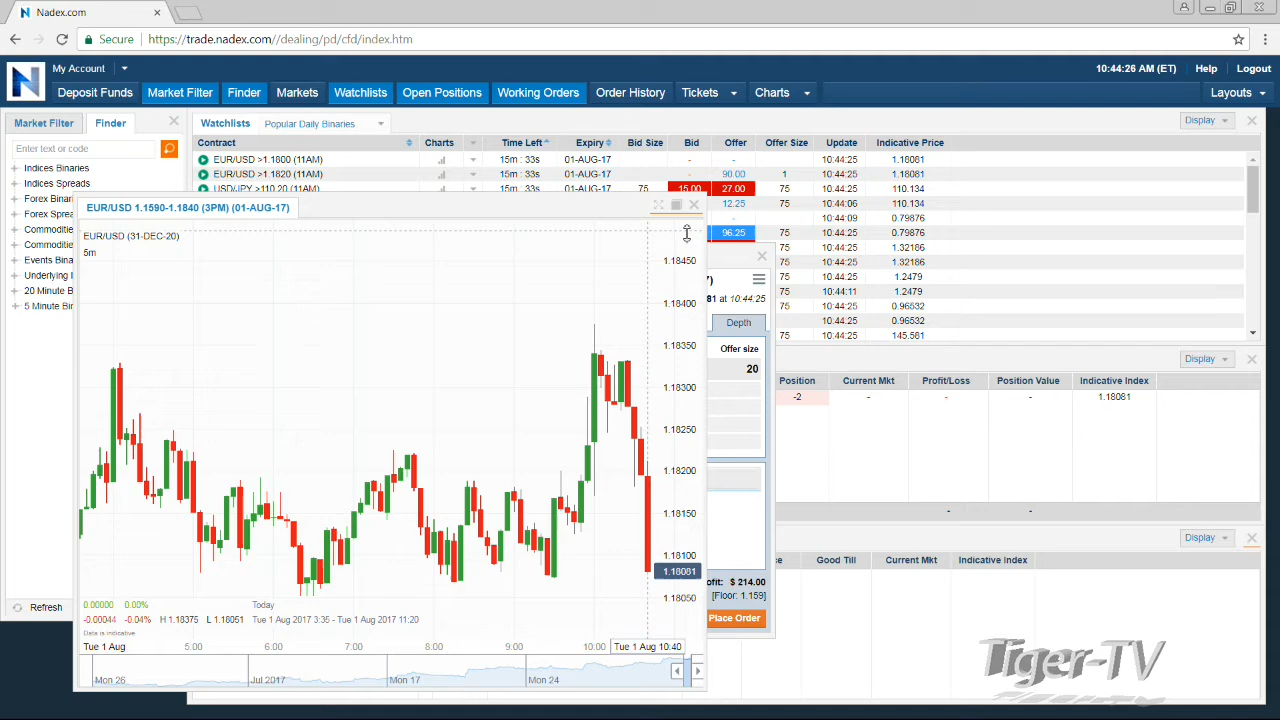 Nadex.com
Secure https://trade.nadex.com//dealing/pd/cfd/index.htm
My Account 10:44:26 AM (ET) Help Logout
Deposit Funds Market Filter Finder Markets Watchlists Open Positions Working Orders Order History Tickets Charts Layouts
Market Filter Finder Watchlists Popular Daily Binaries Display
Contract Charts Time Left Expiry Bid Size Bid Offer Offer Size Update Indicative Price
Enter text or code
EUR/USD >1.1800 (11AM) 15m : 33s 01-AUG-17 - - 10:44:25 1.18081
Indices Binaries
EUR/USD >1.1820 (11AM) 15m : 33s 01-AUG-17 - 90.00 1 10:44:25 1.18081
Indices Spreads
USD/JPY >110.20 (11AM) 15m : 33s 01-AUG-17 75 15.00 27.00 75 10:44:25 110.134
Forex Binar
12.25 75 10:44:06 110.134
Forex Sprea
- 10:44:09 0.79876
Commoditie
96.25 75 10:44:25 0.79876
Commoditie
75 10:44:25 1.32186
Events Binar
75 10:44:25 1.32186
Underlying I
75 10:44:25 1.2479
20 Minute B
75 10:44:11 1.2479
5 Minute Bin
75 10:44:25 0.96532
75 10:44:25 0.96532
75 10:44:25 145.581
EUR/USD 1.1590-1.1840 (3PM) (01-AUG-17)
EUR/USD (31-DEC-20)
5m
1.18450
1.18400
1.18350
1.18300
1.18250
1.18200
1.18150
1.18100
1.18081
1.18050
7)
81 at 10:44:25
Depth
Offer size
20
Display
Position Current Mkt Profit/Loss Position Value Indicative Index
-2 - - - 1.18081
- -
Display
ce Good Till Current Mkt Indicative Index
ofit: $ 214.00
[Floor: 1.159]
Place Order
0.00000 0.00% Today
-0.00044 -0.04% H 1.18375 L 1.18051 Tue 1 Aug 2017 3:35 - Tue 1 Aug 2017 11:20
Data is indicative
Refresh
Tue 1 Aug 5:00 6:00 7:00 8:00 9:00 10:00 Tue 1 Aug 10:40
Mon 26 Jul 2017 Mon 17 Mon 24
Tiger-TV